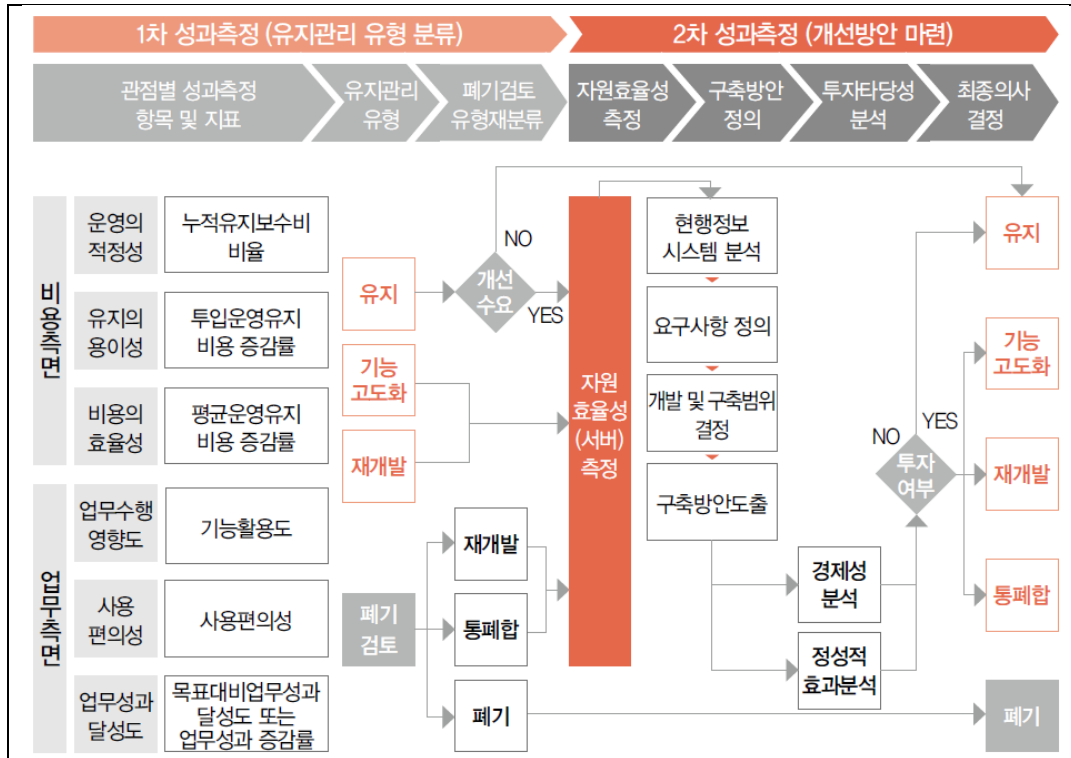 1차 성과측정 (유지관리 유형 분류)
2차 성과측정 (개선방안 마련)
관점별 성과측정
항목 및 지표
유지관리
유형
폐기검토
유형재분류
자원효율성
측정
구축방안
정의
투자타당성
분석
최종의사
결정
비용측면
운영의
적정성
누적유지보수비
비율
유지의
용이성
투입운영유지
비용 증감률
비용의
효율성
평균운영유지
비용 증감률
업무측면
업무수행
영향도
기능활용도
사용
편의성
사용편의성
업무성과
달성도
목표대비업무성과
달성도 또는
업무성과 증감률
유지
기능
고도화
재개발
폐기
검토
NO
개선
수요
YES
재개발
통폐합
폐기
자원
효율성
(서버)
측정
현행정보
시스템 분석
요구사항 정의
개발 및 구축범위
결정
구축방안도출
경제성
분석
정성적
효과분석
NO
YES
투자
여부
유지
기능
고도화
재개발
통폐합
폐기